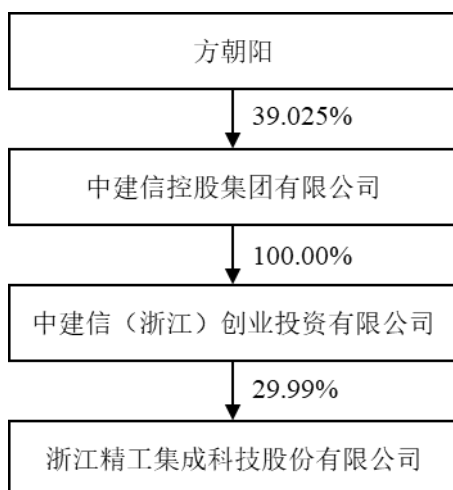 方朝阳
39.025%
中建信控股集团有限公司
100.00%
中建信（浙江）创业投资有限公司
29.99%
浙江精工集成科技股份有限公司